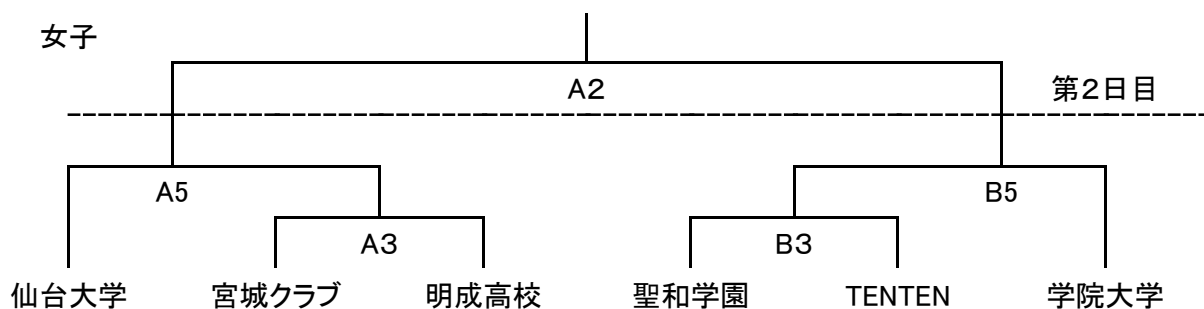 女子
A2
第2日目
A5
B5
A3
B3
仙台大学
宮城クラブ
明成高校
聖和学園
TENTEN
学院大学